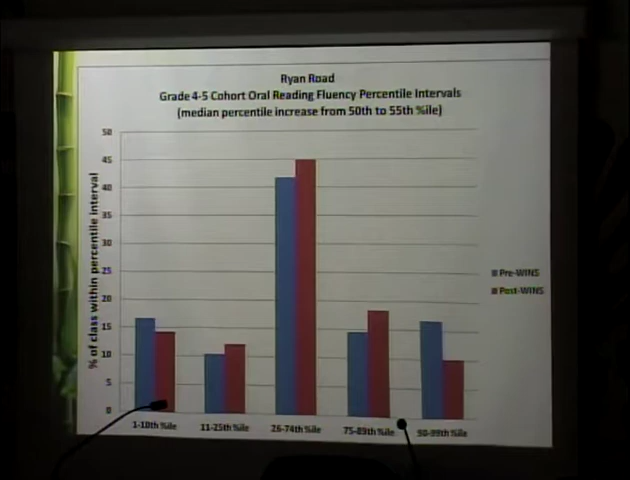 Ryan Road
Grade 4-5 Cohort Oral Reading Fluency Percentile Intervals
(median percentile increase from 50th to 55th %ile)
% of class within percentile interval
50
45
40
35
30
25
20
15
10
5
0
Pre-WINS
Post-WINS
1-10th %ile
11-25th %ile
26-74th %ile
75-89th %ile
90-99th %ile